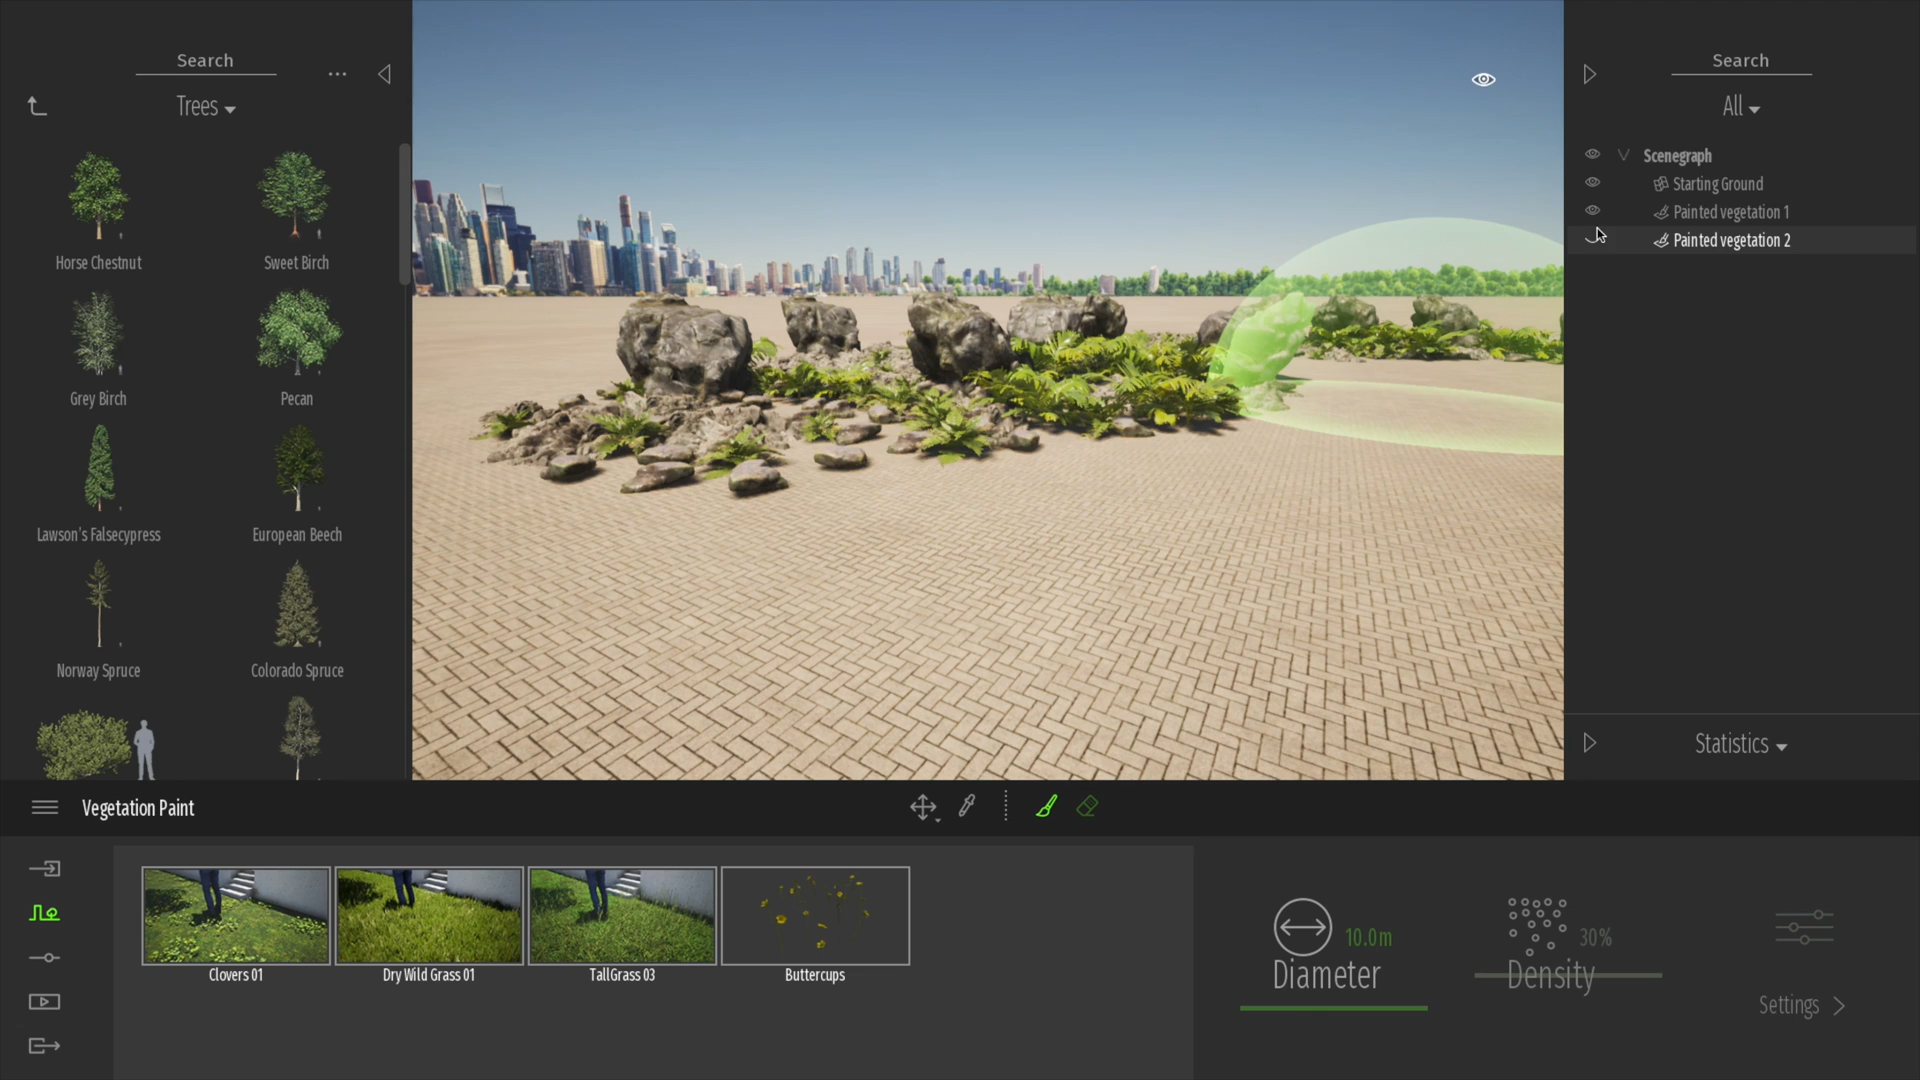 Search
Trees
Horse Chestnut
Sweet Birch
Grey Birch
Pecan
Lawson's Falsecypress
European Beech
Norway Spruce
Colorado Spruce
Search
All
Scenegraph
Starting Ground
Painted vegetation 1
Painted vegetation 2
Statistics
Vegetation Paint
Clovers 01
Dry Wild Grass 01
TallGrass 03
Buttercups
10.0m
Diameter
30%
Density
Settings